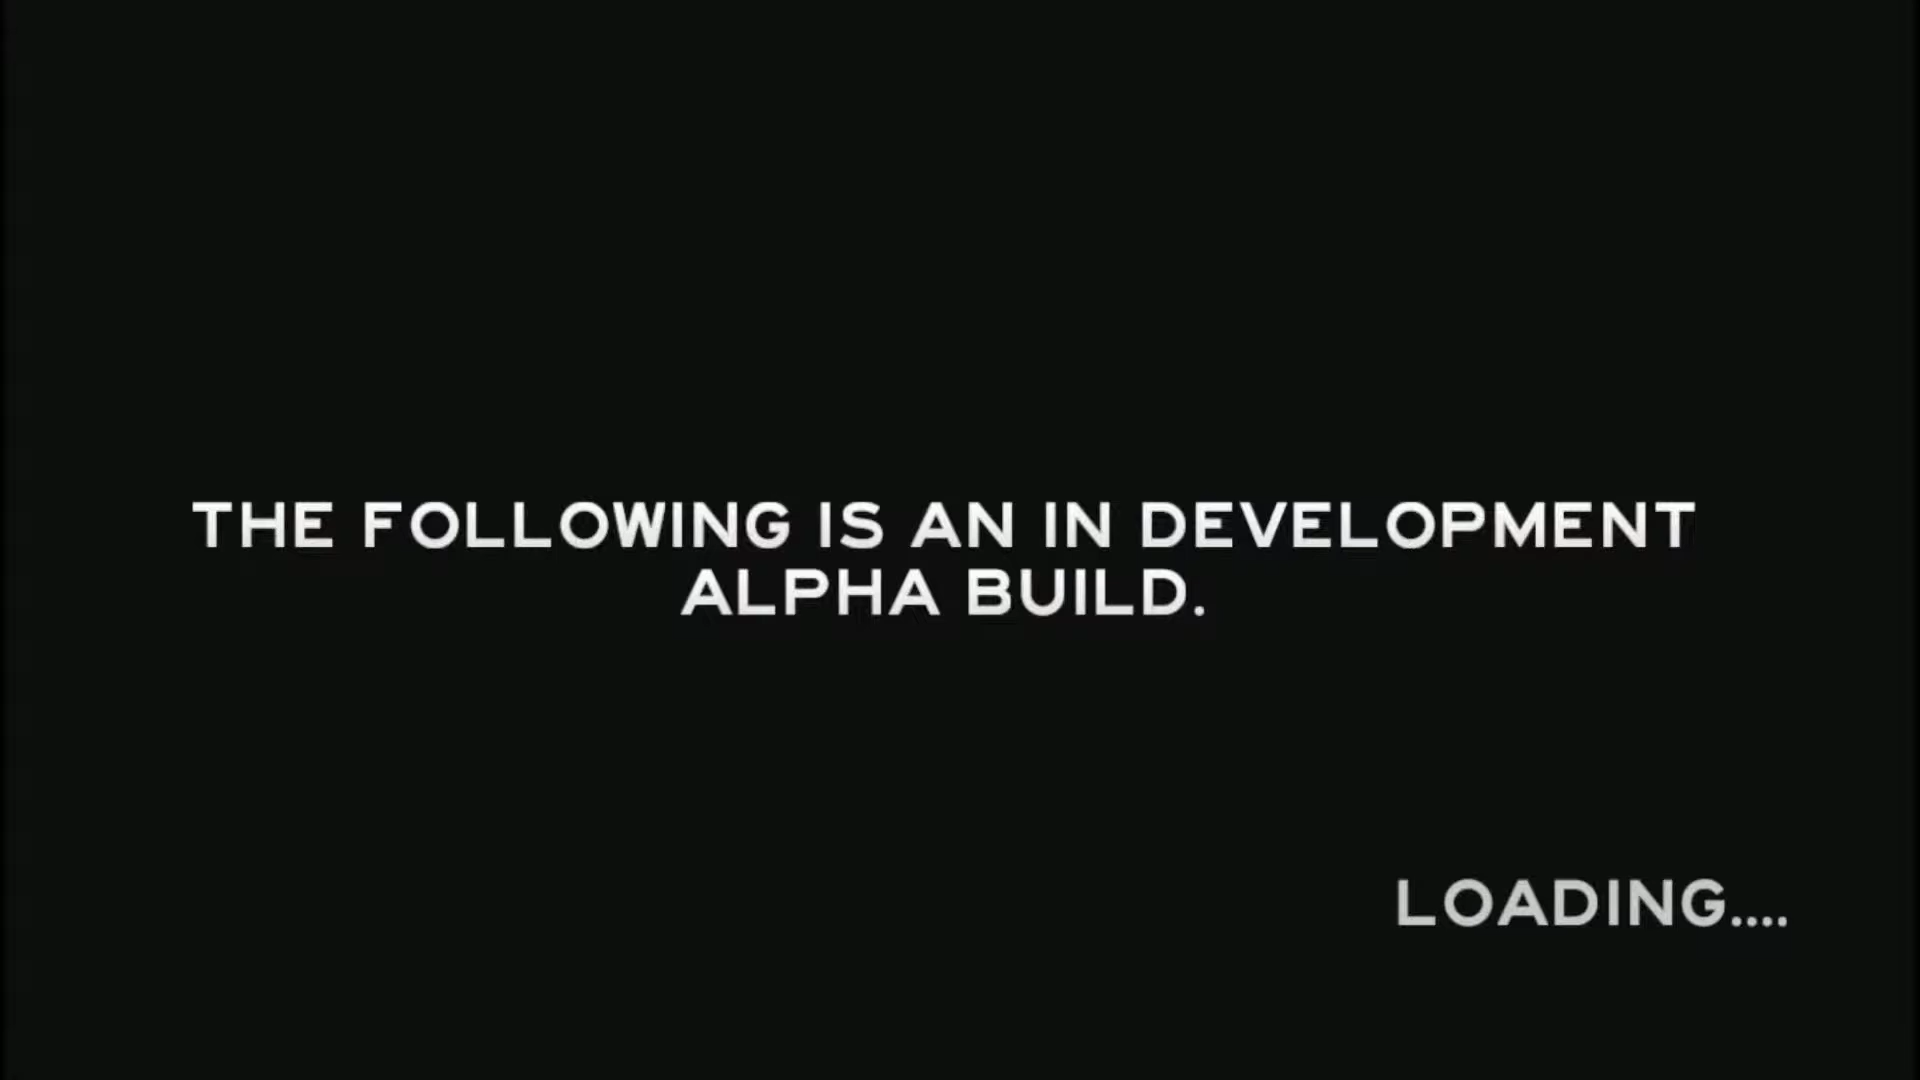 THE FOLLOWING IS AN IN DEVELOPMENT
ALPHA BUILD.
LOADING....